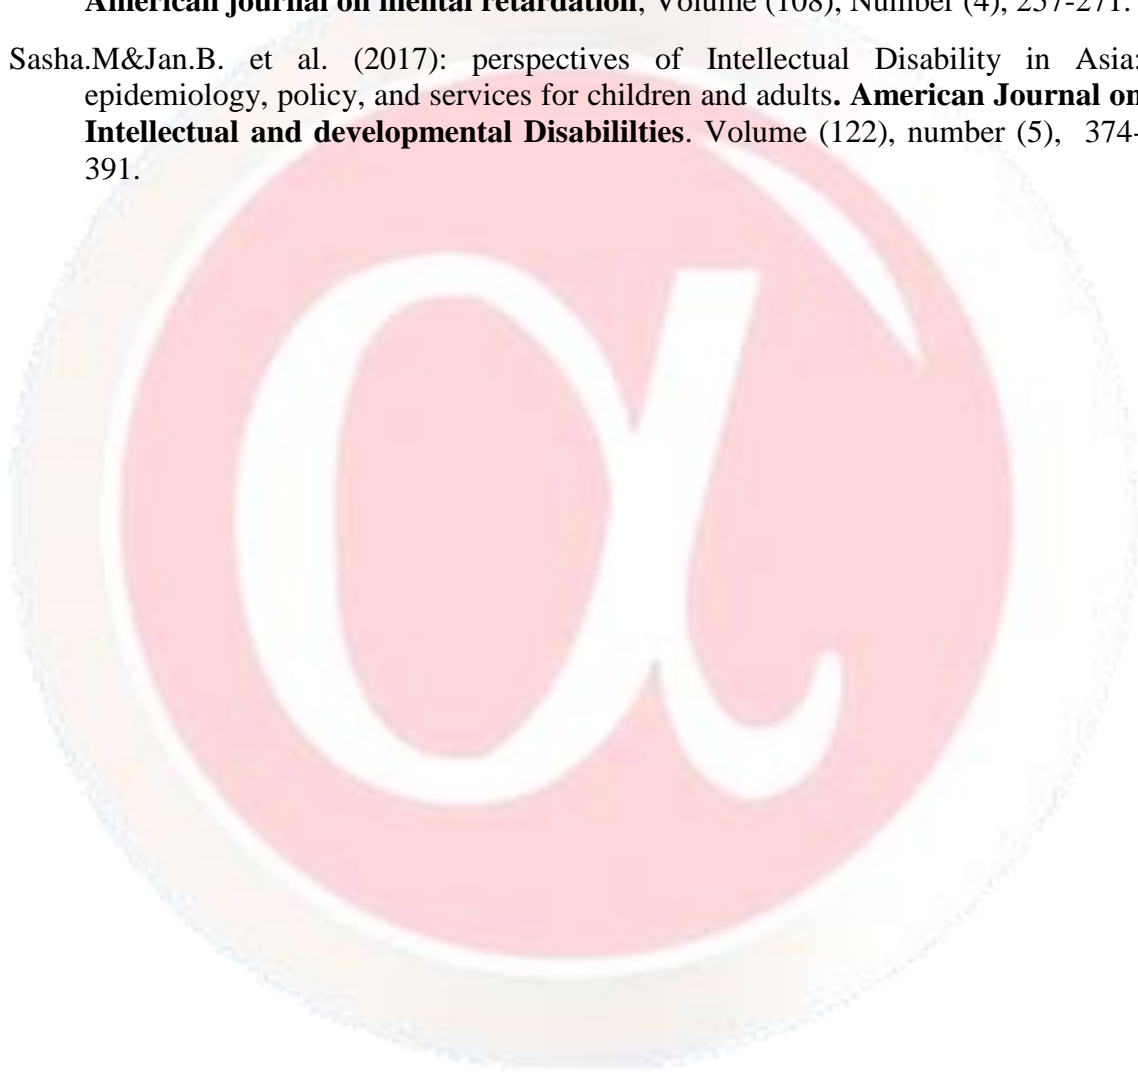 American journal on mental retardation, Volume (108), Number (4), 257-271.
Sasha.M&Jan.B. et al. (2017): perspectives of Intellectual Disability in Asia:
epidemiology, policy, and services for children and adults. American Journal on
Intellectual and developmental Disabililties. Volume (122), number (5), 374-
391.
α